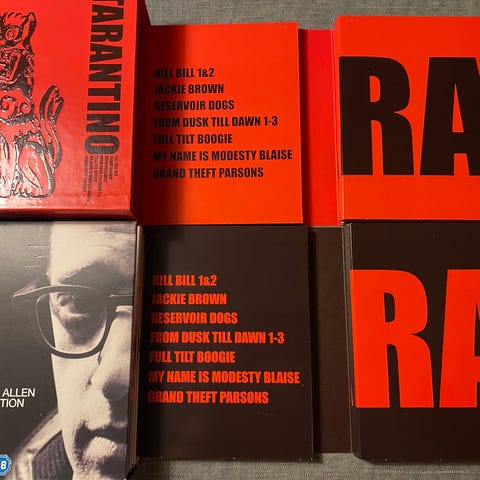 TARANTINO
KILL BILL 1&2
JACKIE BROWN
RESERVOIR DOGS
FROM DUSK TILL DAWN 1-3
FULL TILT BOOGIE
MY NAME IS MODESTY BLAISE
GRAND THEFT PARSONS
RA
ALLEN
TION
8
KILL BILL 1&2
JACKIE BROWN
RESERVOIR DOGS
FROM DUSK TILL DAWN 1-3
FULL TILT BOOGIE
MY NAME IS MODESTY BLAISE
GRAND THEFT PARSONS
RA